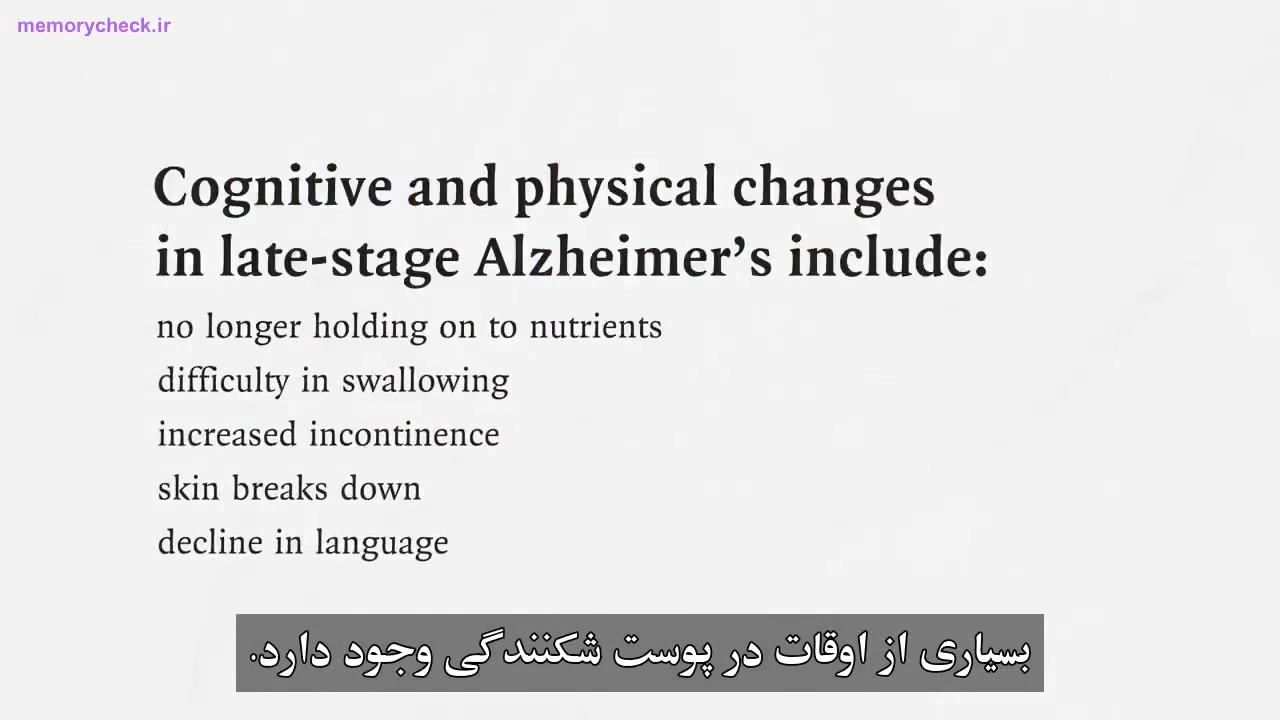 memorycheck.ir
Cognitive and physical changes
in late-stage Alzheimer’s include:
no longer holding on to nutrients
difficulty in swallowing
increased incontinence
skin breaks down
decline in language
بسیاری از اوقات در پوست شکنندگی وجود دارد.